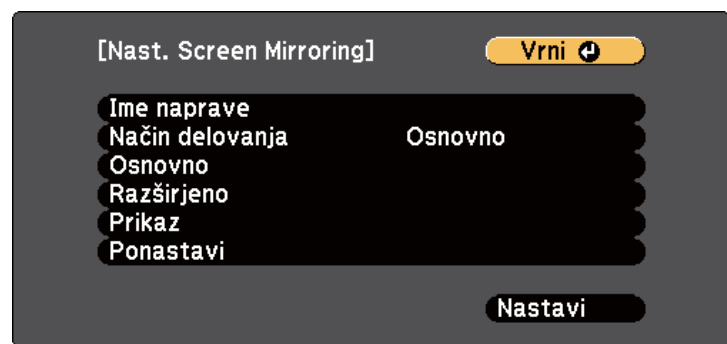 [Nast. Screen Mirroring] Vrni
Ime naprave
Način delovanja Osnovno
Osnovno
Razširjeno
Prikaz
Ponastavi
Nastavi